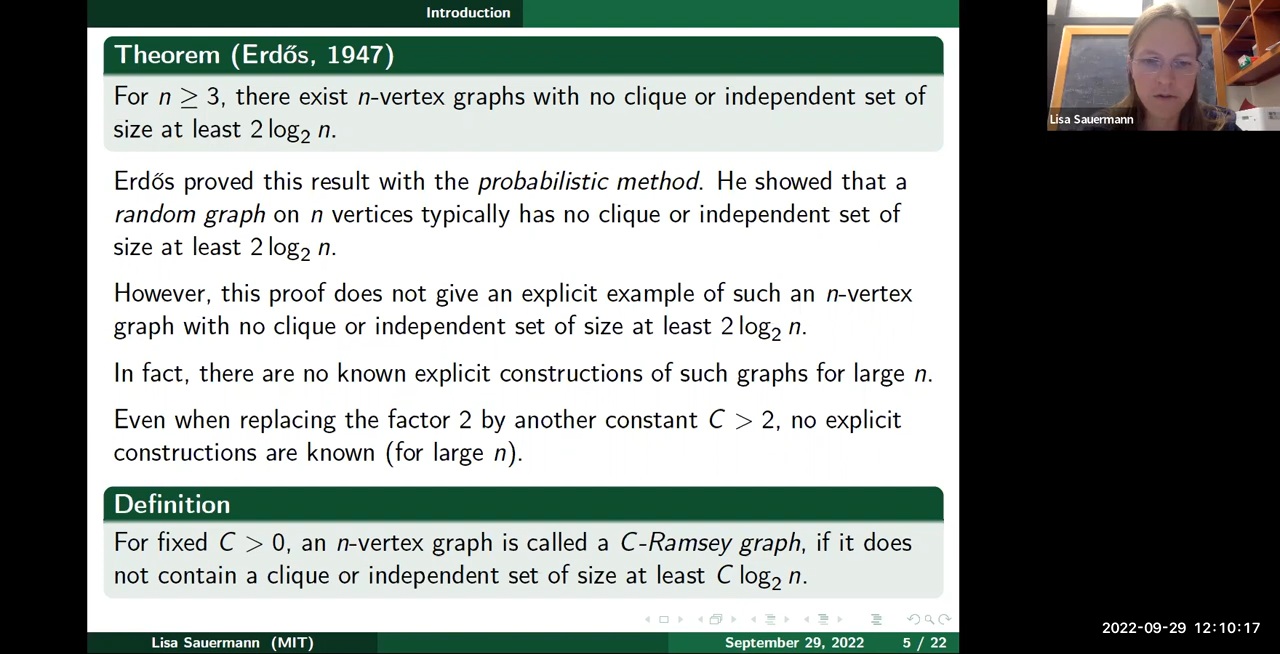 Introduction
Theorem (Erdős, 1947)
For n ≥ 3, there exist n-vertex graphs with no clique or independent set of
size at least 2 log₂ n.
Erdős proved this result with the probabilistic method. He showed that a
random graph on n vertices typically has no clique or independent set of
size at least 2 log₂ n.
However, this proof does not give an explicit example of such an n-vertex
graph with no clique or independent set of size at least 2 log₂ n.
In fact, there are no known explicit constructions of such graphs for large n.
Even when replacing the factor 2 by another constant C > 2, no explicit
constructions are known (for large n).
Definition
For fixed C > 0, an n-vertex graph is called a C-Ramsey graph, if it does
not contain a clique or independent set of size at least C log₂ n.
Lisa Sauermann (MIT)
September 29, 2022
5 / 22
Lisa Sauermann
2022-09-29 12:10:17